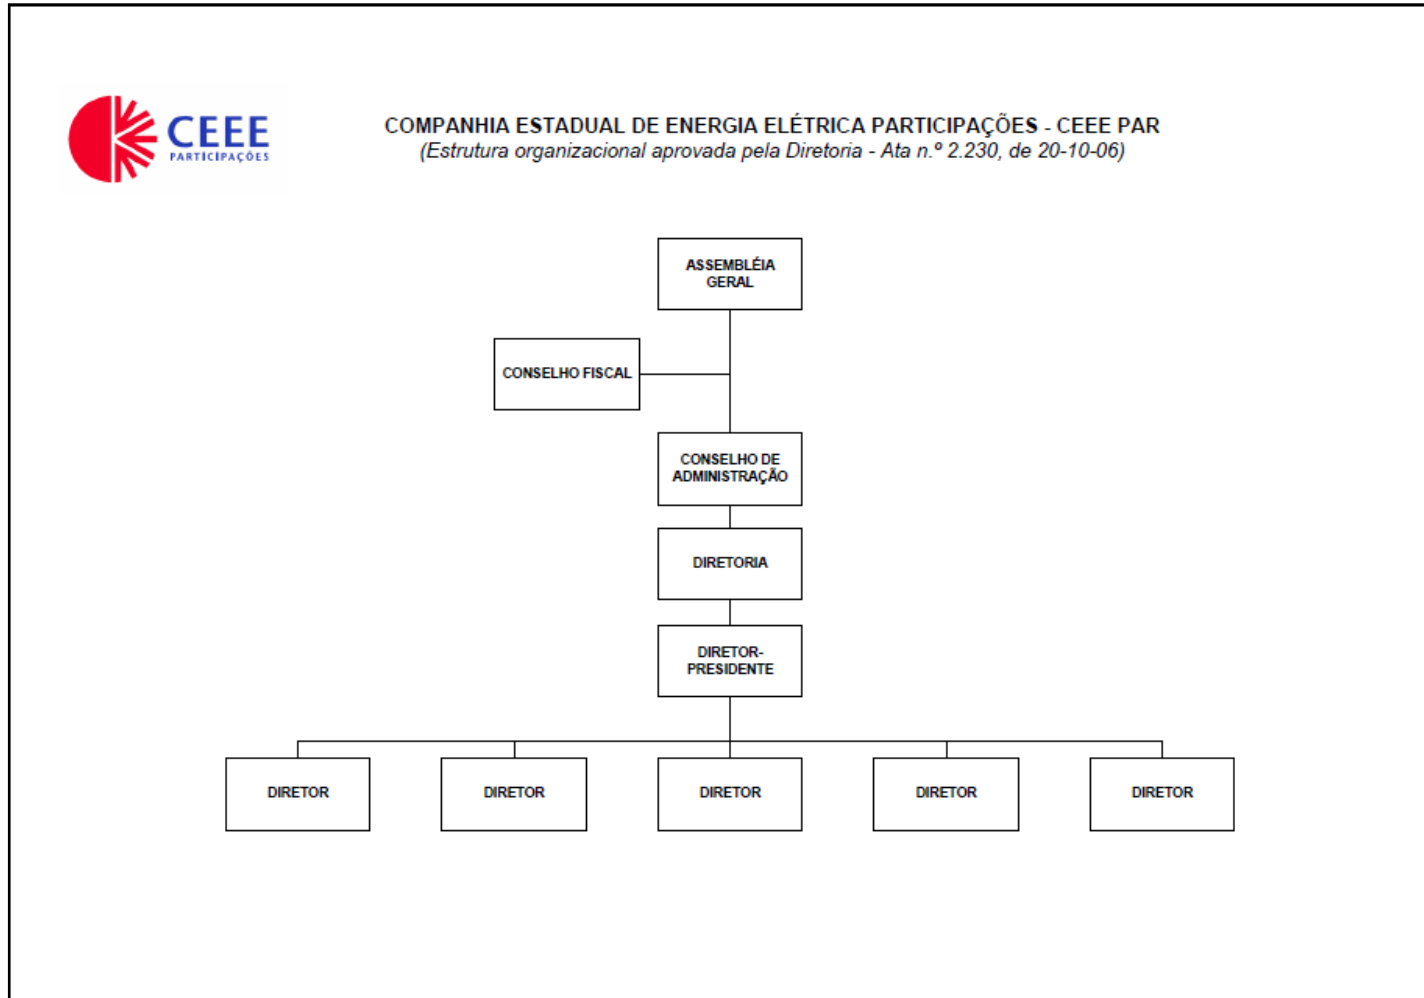 CEEE
PARTICIPAÇÕES
COMPANHIA ESTADUAL DE ENERGIA ELÉTRICA PARTICIPAÇÕES - CEEE PAR
(Estrutura organizacional aprovada pela Diretoria - Ata n.º 2.230, de 20-10-06)
ASSEMBLÉIA
GERAL
CONSELHO FISCAL
CONSELHO DE
ADMINISTRAÇÃO
DIRETORIA
DIRETOR-
PRESIDENTE
DIRETOR
DIRETOR
DIRETOR
DIRETOR
DIRETOR